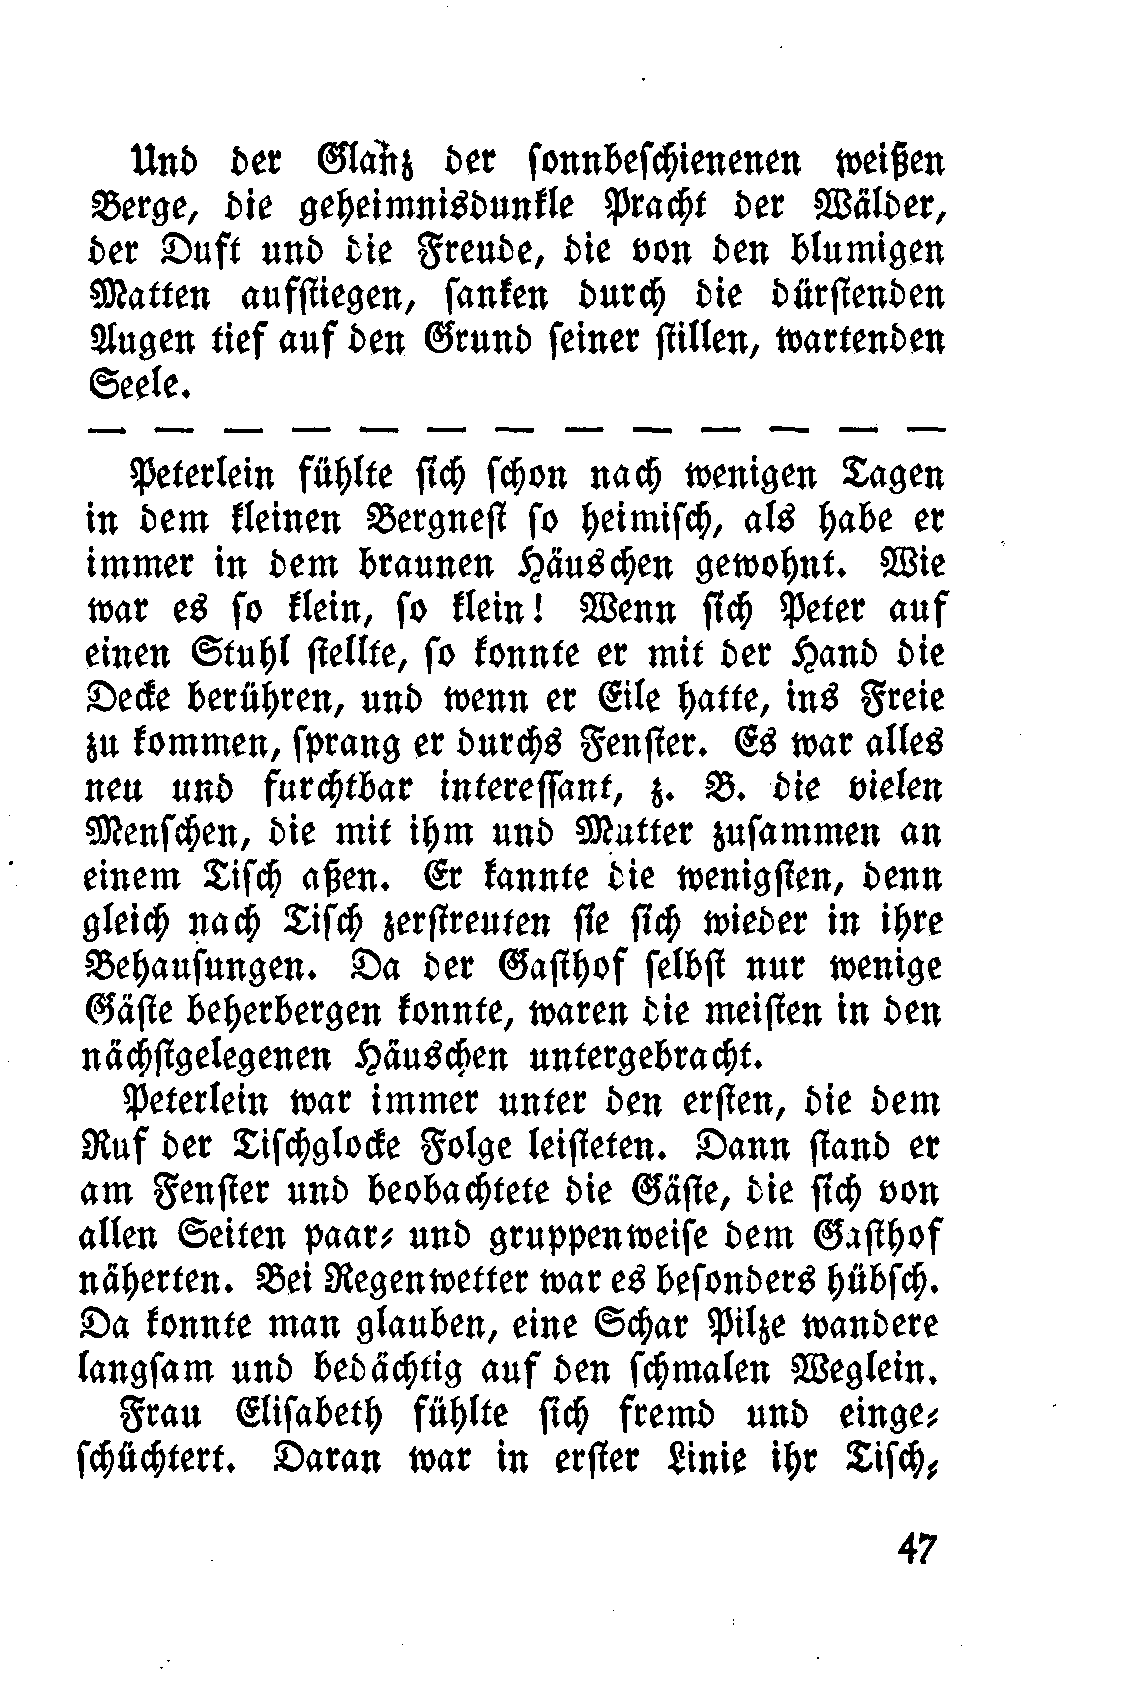 Und der Glanz der sonnbeschienenen weißen
Berge, die geheimnisdunkle Pracht der Wälder,
der Duft und die Freude, die von den blumigen
Matten aufstiegen, sanken durch die dürstenden
Augen tief auf den Grund seiner stillen, wartenden
Seele.
— — — — — — — — — — — — —
Peterlein fühlte sich schon nach wenigen Tagen
in dem kleinen Bergnest so heimisch, als habe er
immer in dem braunen Häuschen gewohnt. Wie
war es so klein, so klein! Wenn sich Peter auf
einen Stuhl stellte, so konnte er mit der Hand die
Decke berühren, und wenn er Eile hatte, ins Freie
zu kommen, sprang er durchs Fenster. Es war alles
neu und furchtbar interessant, z. B. die vielen
Menschen, die mit ihm und Mutter zusammen an
einem Tisch aßen. Er kannte die wenigsten, denn
gleich nach Tisch zerstreuten sie sich wieder in ihre
Behausungen. Da der Gasthof selbst nur wenige
Gäste beherbergen konnte, waren die meisten in den
nächstgelegenen Häuschen untergebracht.
Peterlein war immer unter den ersten, die dem
Ruf der Tischglocke Folge leisteten. Dann stand er
am Fenster und beobachtete die Gäste, die sich von
allen Seiten paar- und gruppenweise dem Gasthof
näherten. Bei Regenwetter war es besonders hübsch.
Da konnte man glauben, eine Schar Pilze wandere
langsam und bedächtig auf den schmalen Weglein.
Frau Elisabeth fühlte sich fremd und einge-
schüchtert. Daran war in erster Linie ihr Tisch-
47